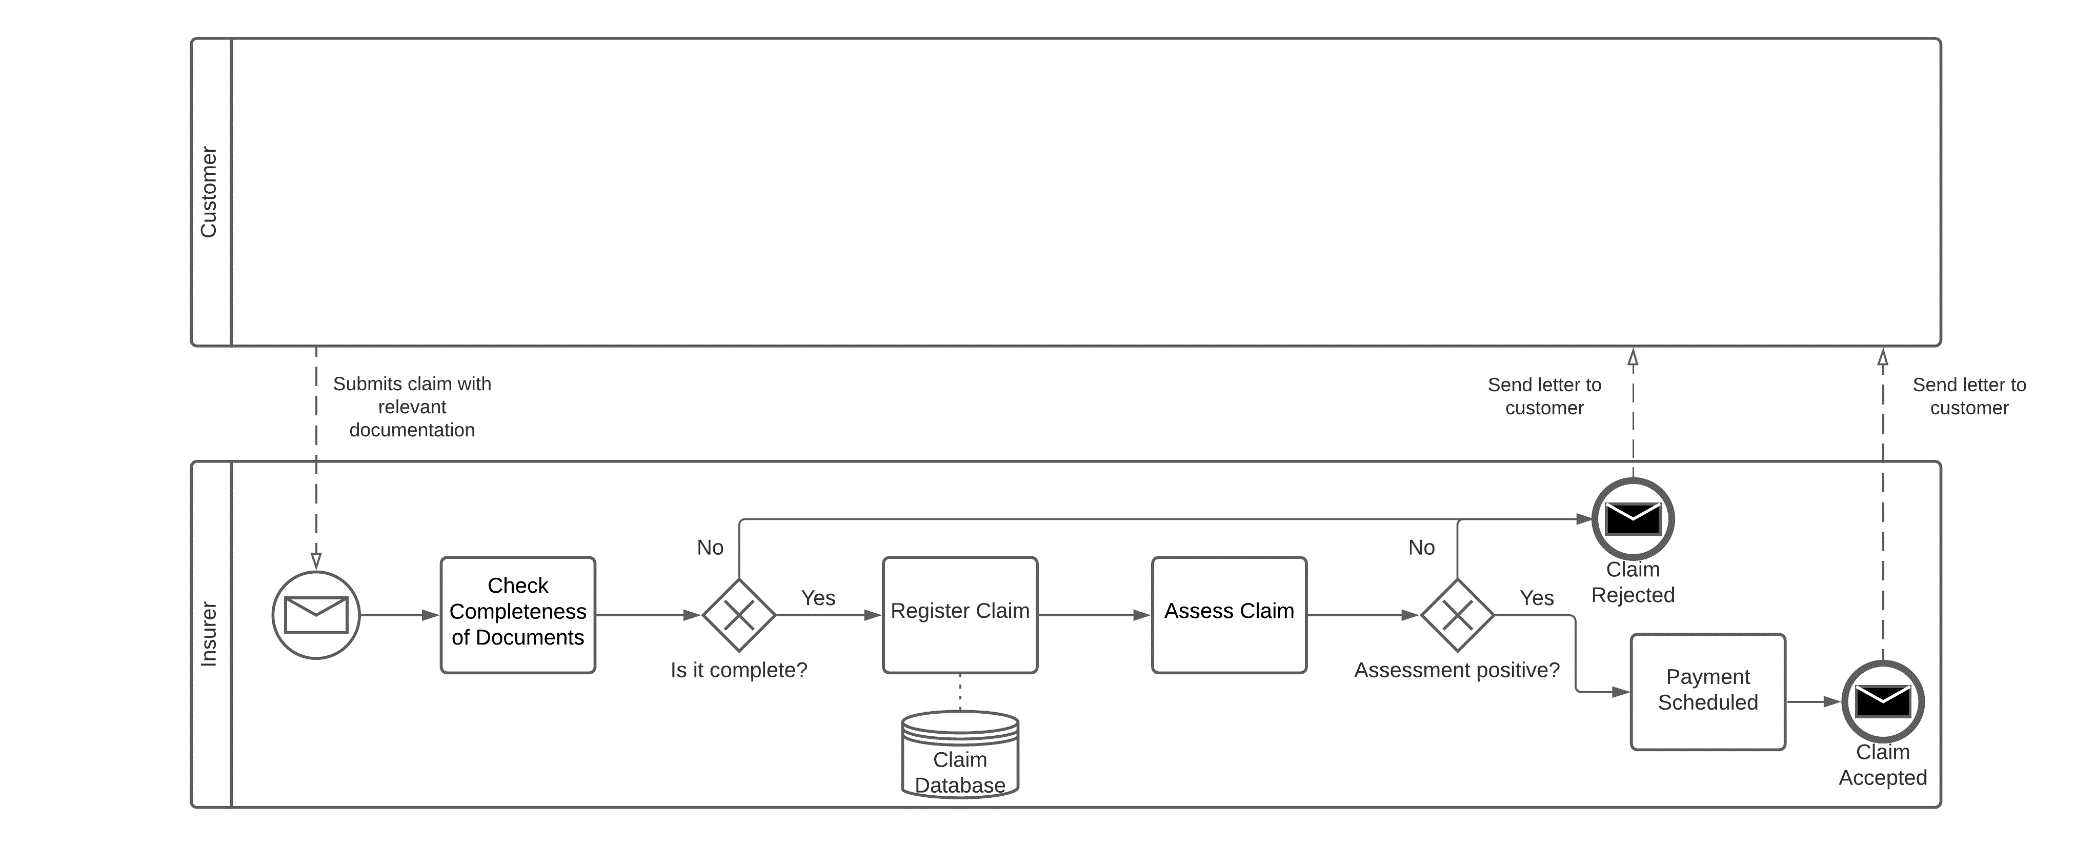 Customer
Submits claim with
relevant
documentation
Send letter to
customer
Send letter to
customer
Insurer
Check
Completeness
of Documents
No
Yes
Is it complete?
Register Claim
Claim
Database
Assess Claim
No
Yes
Assessment positive?
Claim
Rejected
Payment
Scheduled
Claim
Accepted